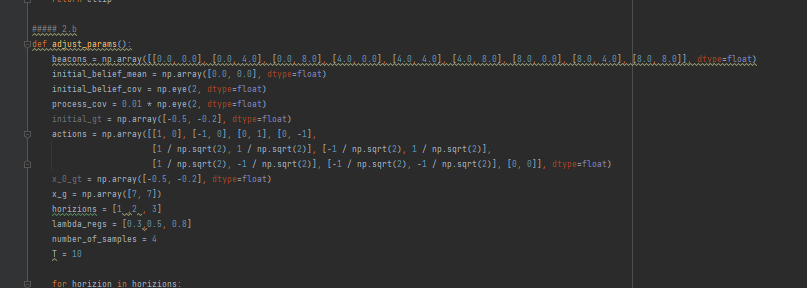 return ellip
##### 2.b
def adjust_params():
beacons = np.array([[0.0, 0.0], [0.0, 4.0], [0.0, 8.0], [4.0, 0.0], [4.0, 4.0], [4.0, 8.0], [8.0, 0.0], [8.0, 4.0], [8.0, 8.0]], dtype=float)
initial_belief_mean = np.array([0.0, 0.0], dtype=float)
initial_belief_cov = np.eye(2, dtype=float)
process_cov = 0.01 * np.eye(2, dtype=float)
initial_gt = np.array([-0.5, -0.2], dtype=float)
actions = np.array([[1, 0], [-1, 0], [0, 1], [0, -1],
[1 / np.sqrt(2), 1 / np.sqrt(2)], [-1 / np.sqrt(2), 1 / np.sqrt(2)],
[1 / np.sqrt(2), -1 / np.sqrt(2)], [-1 / np.sqrt(2), -1 / np.sqrt(2)], [0, 0]], dtype=float)
x_0_gt = np.array([-0.5, -0.2], dtype=float)
x_g = np.array([7, 7])
horizions = [1 ,2 , 3]
lambda_regs = [0.3,0.5, 0.8]
number_of_samples = 4
T = 10
for horizion in horizions: